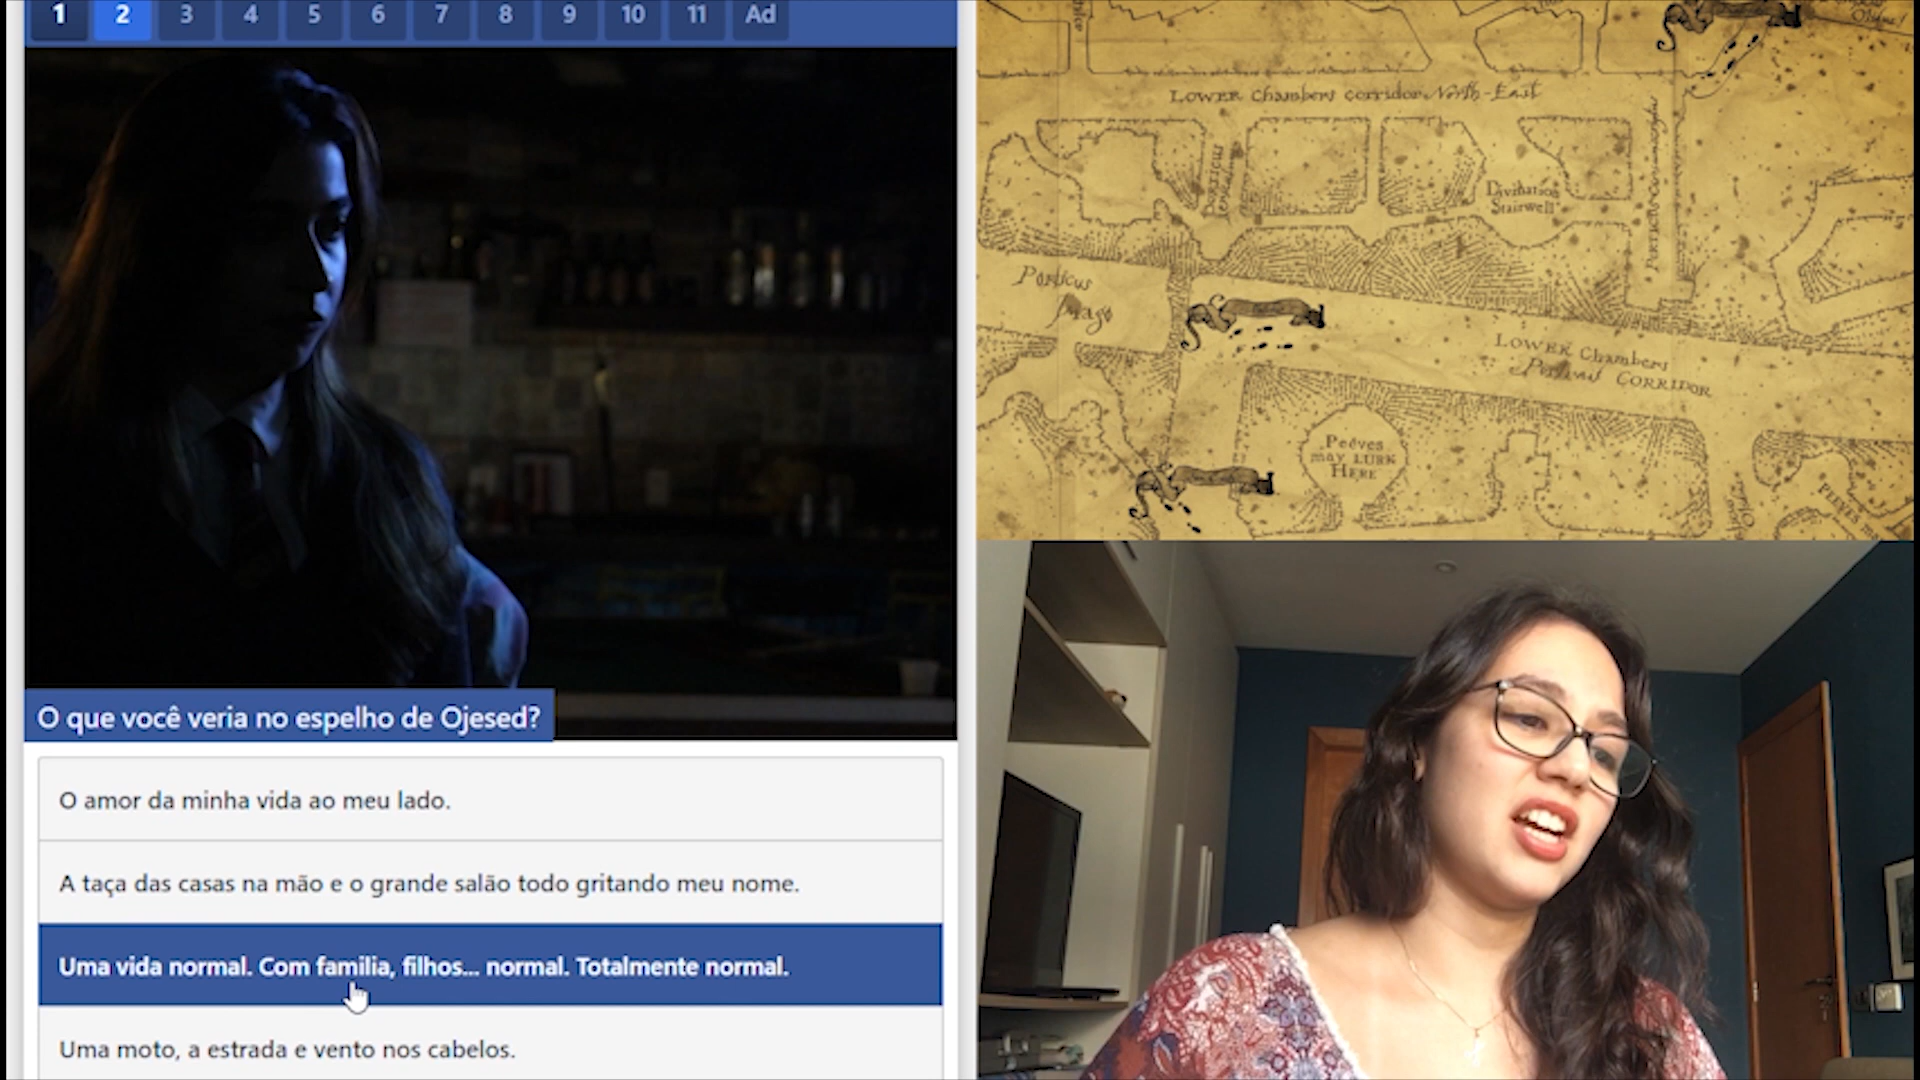 1 2 3 4 5 6 7 8 9 10 11 Ad
O que você veria no espelho de Ojesed?
O amor da minha vida ao meu lado.
A taça das casas na mão e o grande salão todo gritando meu nome.
Uma vida normal. Com familia, filhos... normal. Totalmente normal.
Uma moto, a estrada e vento nos cabelos.
LOWER Chambers corridor North-East
Divination
Stairwell
Porticus
LOWER Chambers
CORRIDOR
Peeves
may LURK
HERE